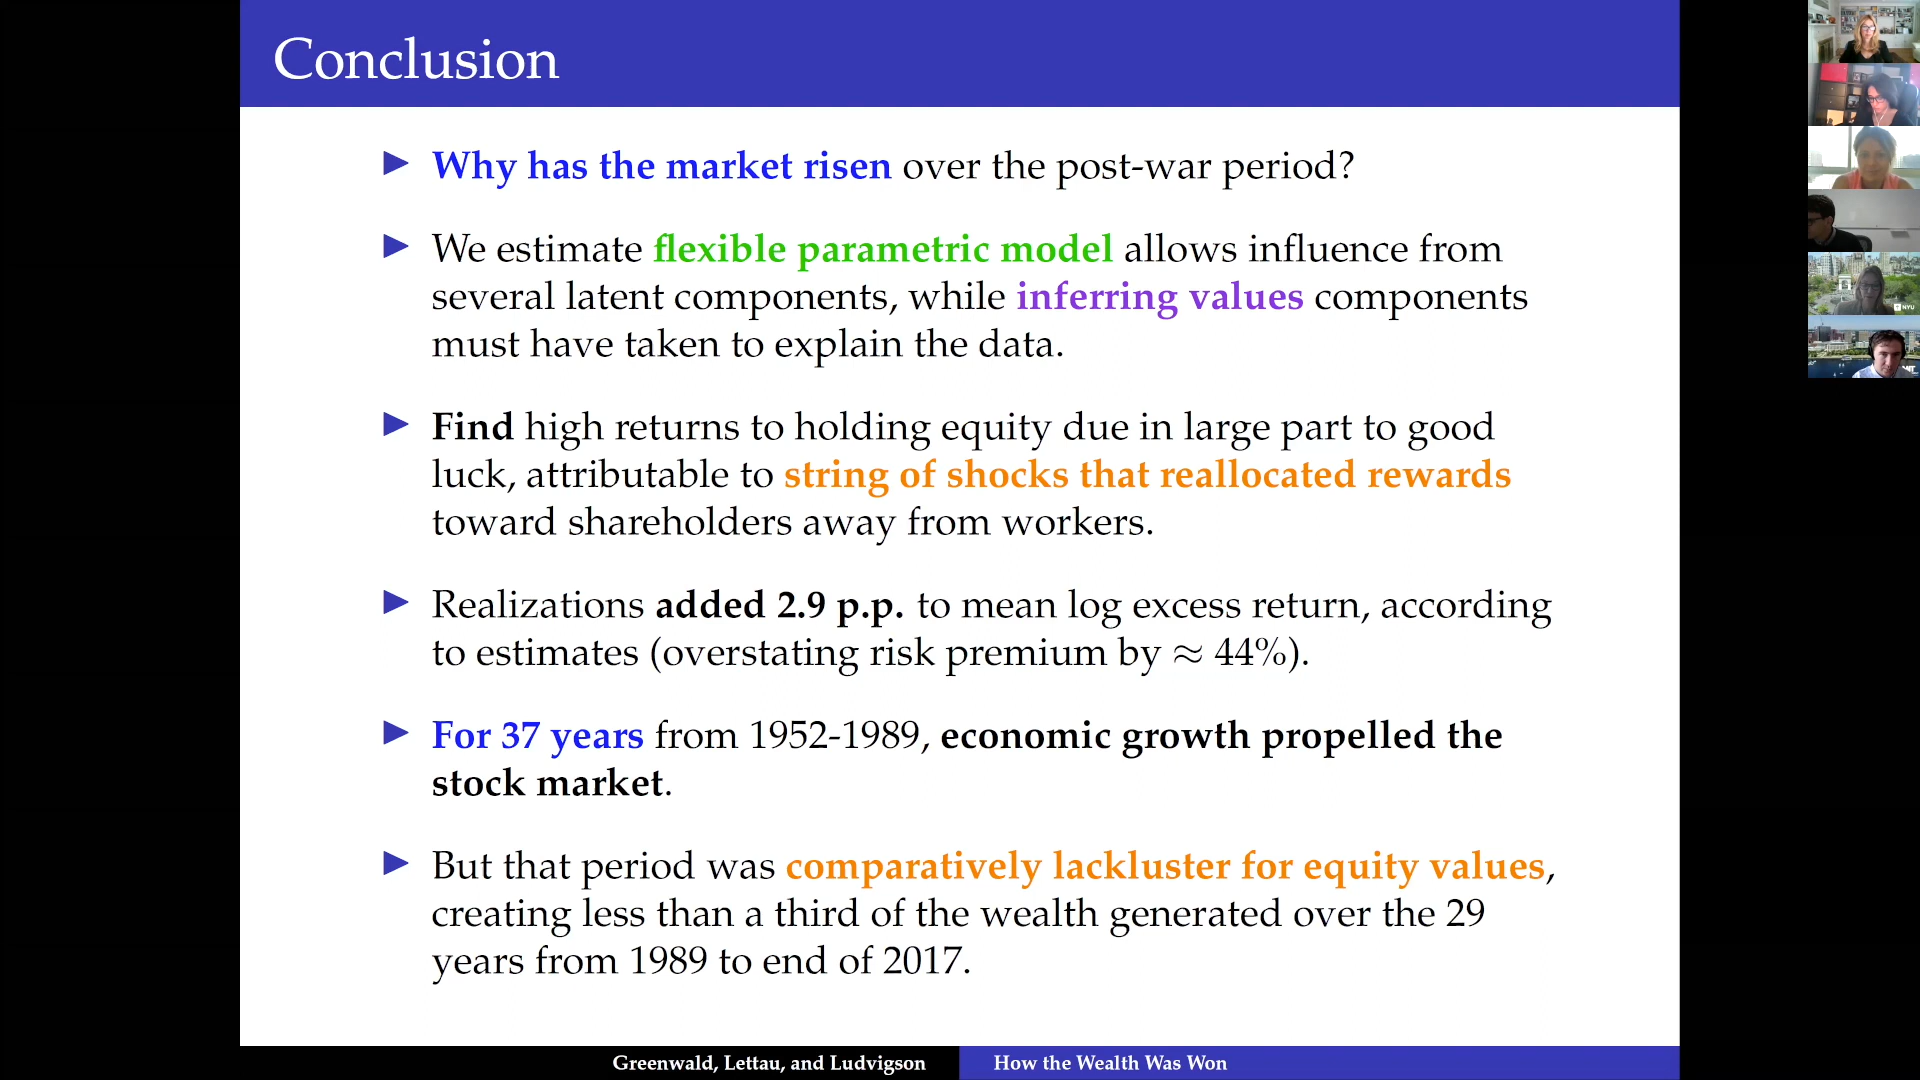 Conclusion
▶ Why has the market risen over the post-war period?
▶ We estimate flexible parametric model allows influence from
several latent components, while inferring values components
must have taken to explain the data.
▶ Find high returns to holding equity due in large part to good
luck, attributable to string of shocks that reallocated rewards
toward shareholders away from workers.
▶ Realizations added 2.9 p.p. to mean log excess return, according
to estimates (overstating risk premium by ≈ 44%).
▶ For 37 years from 1952-1989, economic growth propelled the
stock market.
▶ But that period was comparatively lackluster for equity values,
creating less than a third of the wealth generated over the 29
years from 1989 to end of 2017.
Greenwald, Lettau, and Ludvigson
How the Wealth Was Won
NYU